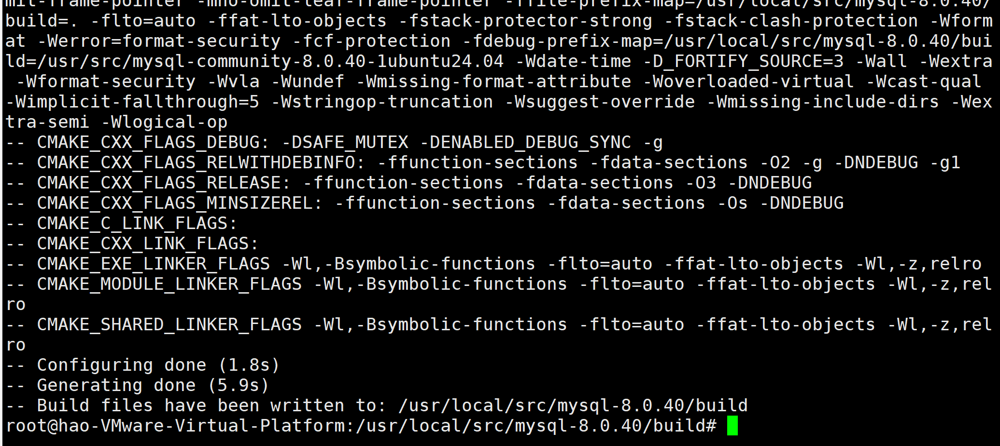 mit-frame-pointer -mno-omit-leaf-frame-pointer -ffile-prefix-map=/usr/local/src/mysql-8.0.40/
build=. -flto=auto -ffat-lto-objects -fstack-protector-strong -fstack-clash-protection -Wform
at -Werror=format-security -fcf-protection -fdebug-prefix-map=/usr/local/src/mysql-8.0.40/bui
ld=/usr/src/mysql-community-8.0.40-1ubuntu24.04 -Wdate-time -D_FORTIFY_SOURCE=3 -Wall -Wextra
 -Wformat-security -Wvla -Wundef -Wmissing-format-attribute -Woverloaded-virtual -Wcast-qual
-Wimplicit-fallthrough=5 -Wstringop-truncation -Wsuggest-override -Wmissing-include-dirs -Wex
tra-semi -Wlogical-op
-- CMAKE_CXX_FLAGS_DEBUG: -DSAFE_MUTEX -DENABLED_DEBUG_SYNC -g
-- CMAKE_CXX_FLAGS_RELWITHDEBINFO: -ffunction-sections -fdata-sections -O2 -g -DNDEBUG -g1
-- CMAKE_CXX_FLAGS_RELEASE: -ffunction-sections -fdata-sections -O3 -DNDEBUG
-- CMAKE_CXX_FLAGS_MINSIZEREL: -ffunction-sections -fdata-sections -Os -DNDEBUG
-- CMAKE_C_LINK_FLAGS:
-- CMAKE_CXX_LINK_FLAGS:
-- CMAKE_EXE_LINKER_FLAGS -Wl,-Bsymbolic-functions -flto=auto -ffat-lto-objects -Wl,-z,relro
-- CMAKE_MODULE_LINKER_FLAGS -Wl,-Bsymbolic-functions -flto=auto -ffat-lto-objects -Wl,-z,rel
ro
-- CMAKE_SHARED_LINKER_FLAGS -Wl,-Bsymbolic-functions -flto=auto -ffat-lto-objects -Wl,-z,rel
ro
-- Configuring done (1.8s)
-- Generating done (5.9s)
-- Build files have been written to: /usr/local/src/mysql-8.0.40/build
root@hao-VMware-Virtual-Platform:/usr/local/src/mysql-8.0.40/build#